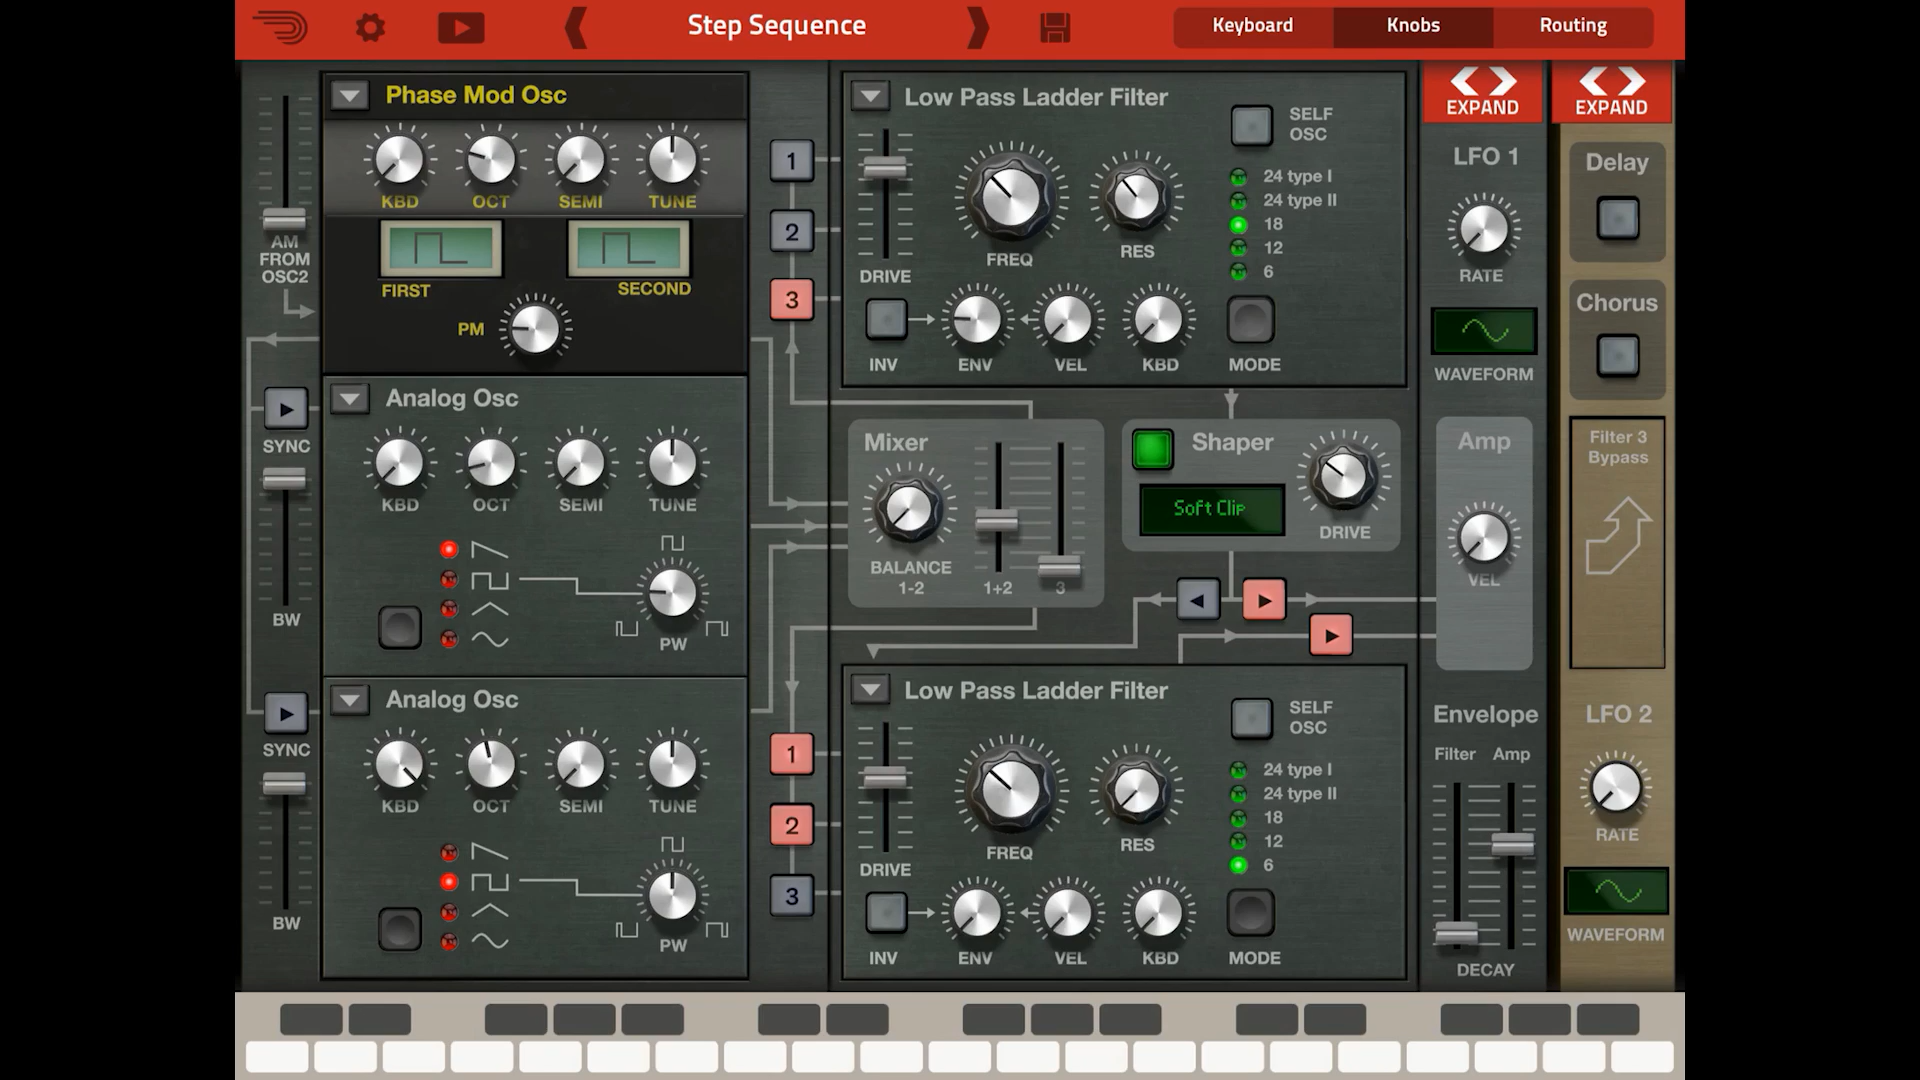 Step Sequence
Keyboard
Knobs
Routing
Phase Mod Osc
KBD
OCT
SEMI
TUNE
AM
FROM
OSC2
FIRST
SECOND
PM
Analog Osc
SYNC
KBD
OCT
SEMI
TUNE
BW
PW
Analog Osc
SYNC
KBD
OCT
SEMI
TUNE
BW
PW
1
2
3
Low Pass Ladder Filter
SELF
OSC
24 type I
24 type II
18
12
6
DRIVE
FREQ
RES
INV
ENV
VEL
KBD
MODE
Mixer
BALANCE
1-2
1+2
3
Shaper
Soft Clip
DRIVE
1
2
3
Low Pass Ladder Filter
SELF
OSC
24 type I
24 type II
18
12
6
DRIVE
FREQ
RES
INV
ENV
VEL
KBD
MODE
EXPAND
LFO 1
RATE
WAVEFORM
Amp
VEL
Envelope
Filter Amp
DECAY
EXPAND
Delay
Chorus
Filter 3
Bypass
LFO 2
RATE
WAVEFORM